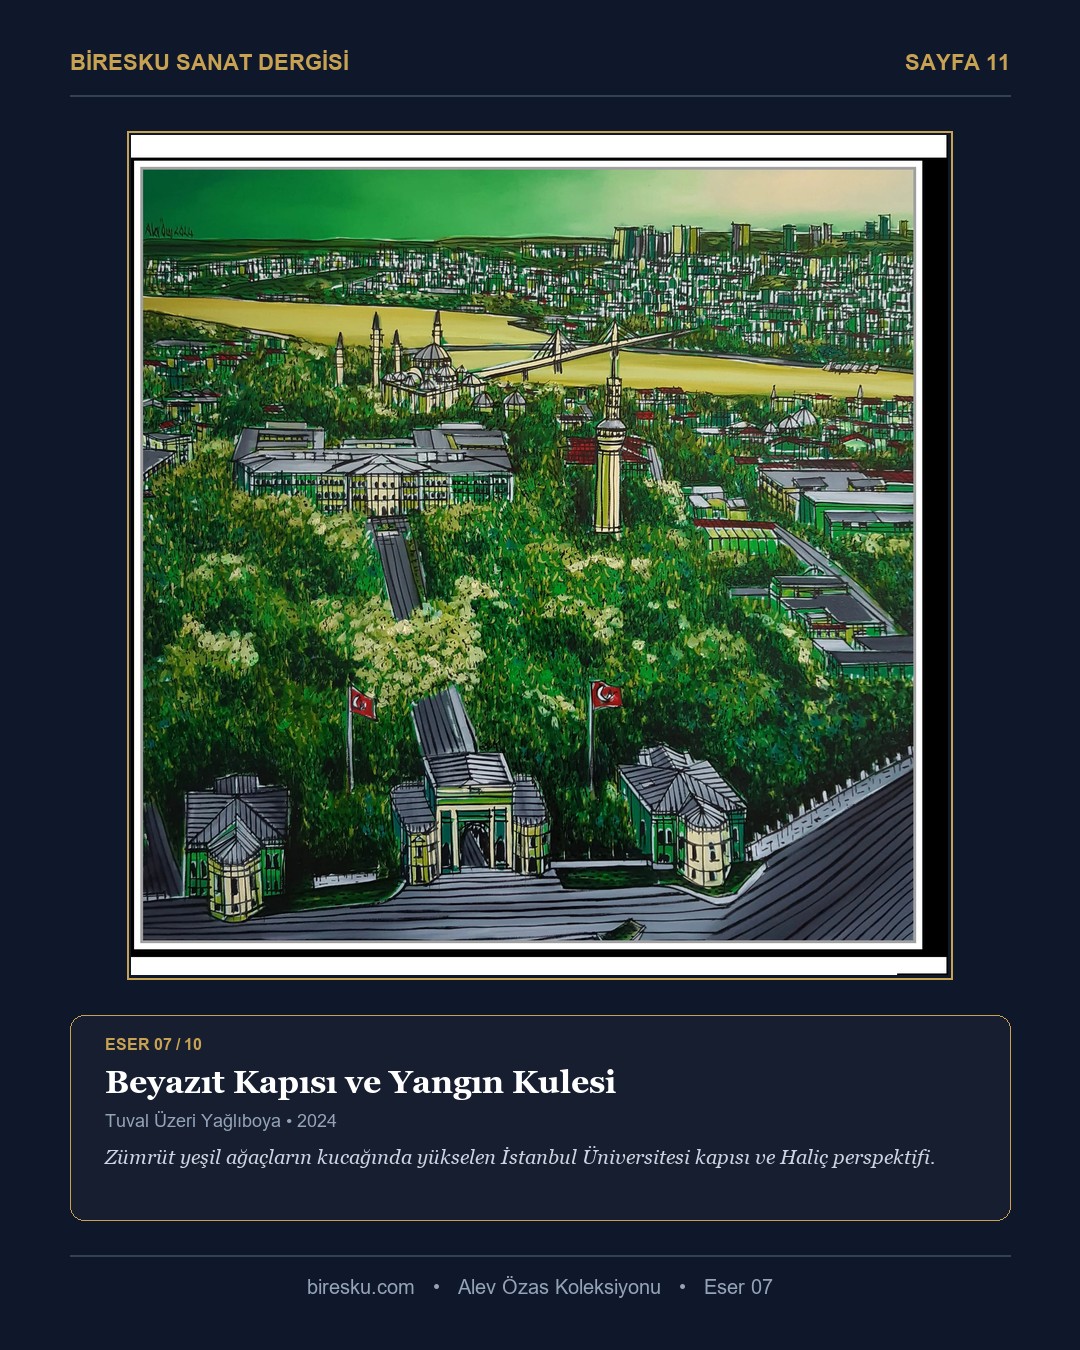 BİRESKU SANAT DERGİSİ
SAYFA 11
ESER 07 / 10
Beyazıt Kapısı ve Yangın Kulesi
Tuval Üzeri Yağlıboya • 2024
Zümrüt yeşil ağaçların kucağında yükselen İstanbul Üniversitesi kapısı ve Haliç perspektifi.
biresku.com • Alev Özas Koleksiyonu • Eser 07